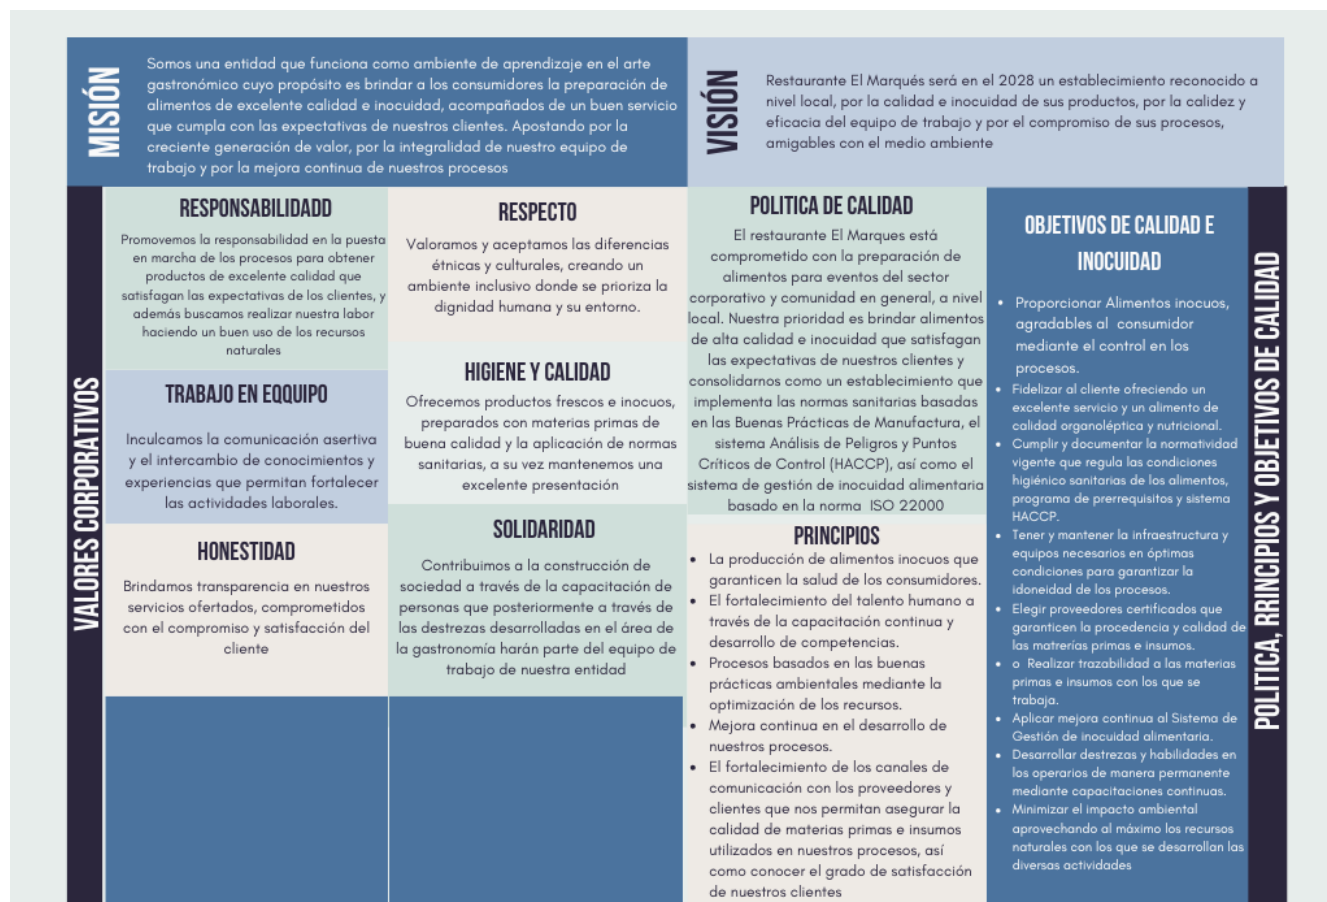 MISIÓN
Somos una entidad que funciona como ambiente de aprendizaje en el arte
gastronómico cuyo propósito es brindar a los consumidores la preparación de
alimentos de excelente calidad e inocuidad, acompañados de un buen servicio
que cumpla con las expectativas de nuestros clientes. Apostando por la
creciente generación de valor, por la integralidad de nuestro equipo de
trabajo y por la mejora continua de nuestros procesos
VISIÓN
Restaurante El Marqués será en el 2028 un establecimiento reconocido a
nivel local, por la calidad e inocuidad de sus productos, por la calidez y
eficacia del equipo de trabajo y por el compromiso de sus procesos,
amigables con el medio ambiente
VALORES CORPORATIVOS
RESPONSABILIDADD
Promovemos la responsabilidad en la puesta
en marcha de los procesos para obtener
productos de excelente calidad que
satisfagan las expectativas de los clientes, y
además buscamos realizar nuestra labor
haciendo un buen uso de los recursos
naturales
TRABAJO EN EQQUIPO
Inculcamos la comunicación asertiva
y el intercambio de conocimientos y
experiencias que permitan fortalecer
las actividades laborales.
HONESTIDAD
Brindamos transparencia en nuestros
servicios ofertados, comprometidos
con el compromiso y satisfacción del
cliente
RESPECTO
Valoramos y aceptamos las diferencias
étnicas y culturales, creando un
ambiente inclusivo donde se prioriza la
dignidad humana y su entorno.
HIGIENE Y CALIDAD
Ofrecemos productos frescos e inocuos,
preparados con materias primas de
buena calidad y la aplicación de normas
sanitarias, a su vez mantenemos una
excelente presentación
SOLIDARIDAD
Contribuimos a la construcción de
sociedad a través de la capacitación de
personas que posteriormente a través de
las destrezas desarrolladas en el área de
la gastronomía harán parte del equipo de
trabajo de nuestra entidad
POLITICA DE CALIDAD
El restaurante El Marques está
comprometido con la preparación de
alimentos para eventos del sector
corporativo y comunidad en general, a nivel
local. Nuestra prioridad es brindar alimentos
de alta calidad e inocuidad que satisfagan
las expectativas de nuestros clientes y
consolidarnos como un establecimiento que
implementa las normas sanitarias basadas
en las Buenas Prácticas de Manufactura, el
sistema Análisis de Peligros y Puntos
Críticos de Control (HACCP), así como el
sistema de gestión de inocuidad alimentaria
basado en la norma ISO 22000
PRINCIPIOS
• La producción de alimentos inocuos que
garanticen la salud de los consumidores.
• El fortalecimiento del talento humano a
través de la capacitación continua y
desarrollo de competencias.
• Procesos basados en las buenas
prácticas ambientales mediante la
optimización de los recursos.
• Mejora continua en el desarrollo de
nuestros procesos.
• El fortalecimiento de los canales de
comunicación con los proveedores y
clientes que nos permitan asegurar la
calidad de materias primas e insumos
utilizados en nuestros procesos, así
como conocer el grado de satisfacción
de nuestros clientes
OBJETIVOS DE CALIDAD E
INOCUIDAD
• Proporcionar Alimentos inocuos,
agradables al consumidor
mediante el control en los
procesos.
• Fidelizar al cliente ofreciendo un
excelente servicio y un alimento de
calidad organoléptica y nutricional.
• Cumplir y documentar la normatividad
vigente que regula las condiciones
higiénico sanitarias de los alimentos,
programa de prerrequisitos y sistema
HACCP.
• Tener y mantener la infraestructura y
equipos necesarios en óptimas
condiciones para garantizar la
idoneidad de los procesos.
• Elegir proveedores certificados que
garanticen la procedencia y calidad de
las matrerías primas e insumos.
• o Realizar trazabilidad a las materias
primas e insumos con los que se
trabaja.
• Aplicar mejora continua al Sistema de
Gestión de inocuidad alimentaria.
• Desarrollar destrezas y habilidades en
los operarios de manera permanente
mediante capacitaciones continuas.
• Minimizar el impacto ambiental
aprovechando al máximo los recursos
naturales con los que se desarrollan las
diversas actividades
POLITICA, RRINCIPIOS Y OBJETIVOS DE CALIDAD